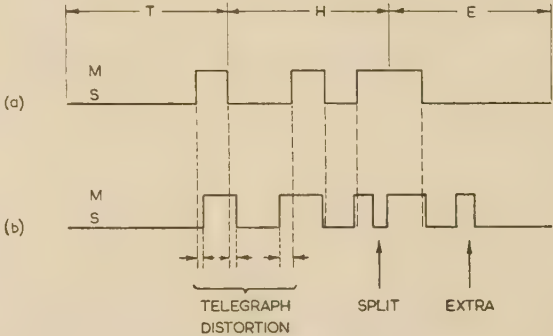 T H E
M
(a)
S
M
S
(b)
TELEGRAPH SPLIT EXTRA
DISTORTION